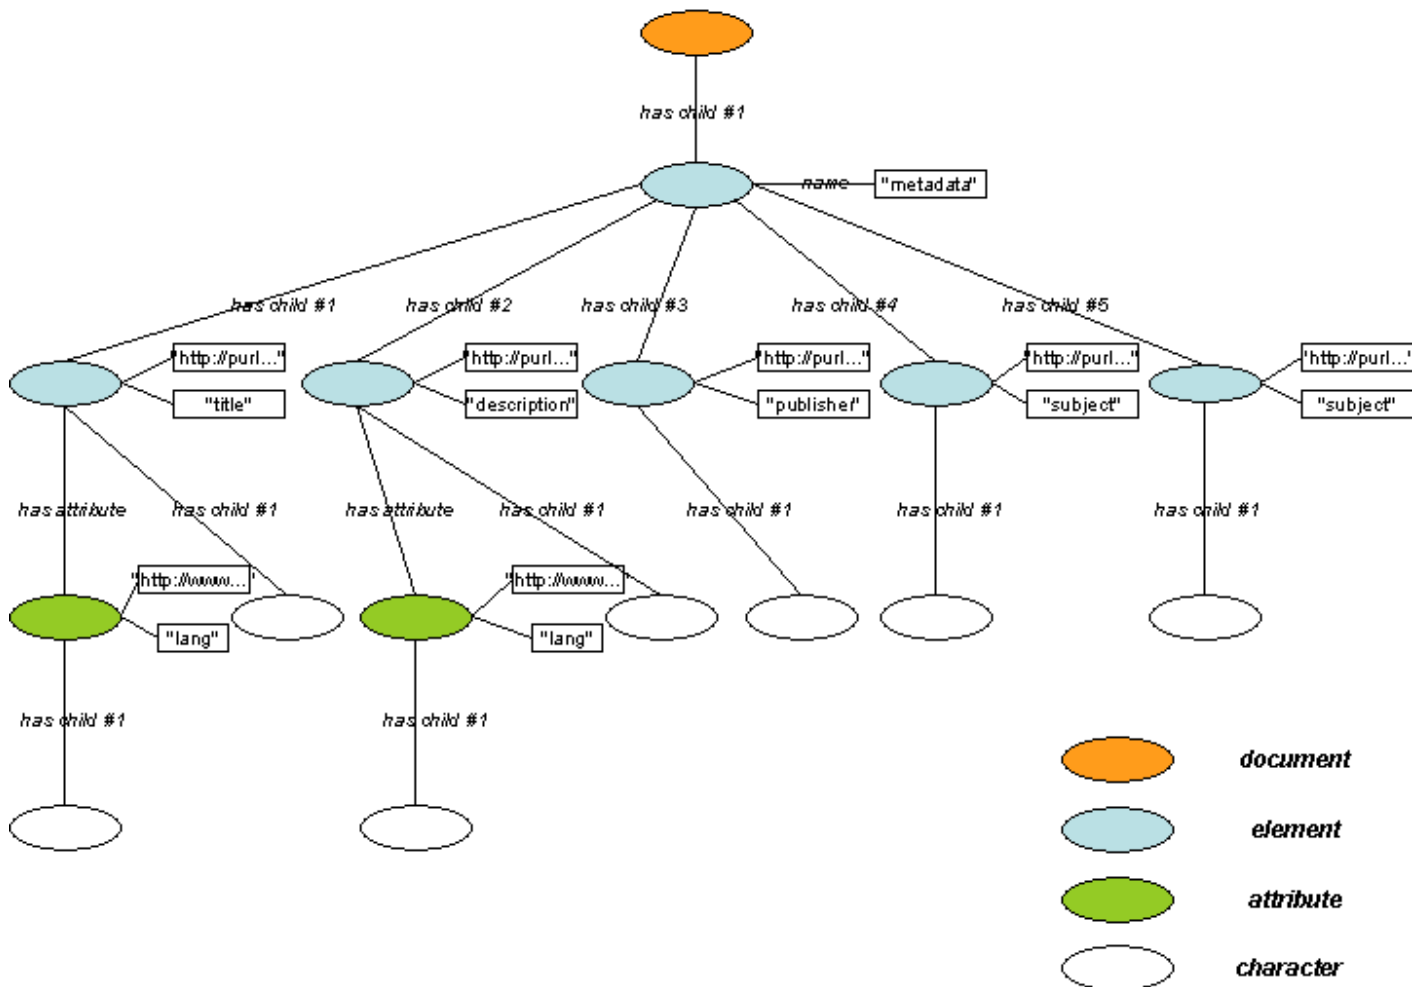 has child #1
name
"metadata"
has child #1
has child #2
has child #3
has child #4
has child #5
"http://purl..."
"http://purl..."
"http://purl..."
"http://purl..."
"http://purl..."
"title"
"description"
"publisher"
"subject"
"subject"
has attribute
has child #1
has attribute
has child #1
has child #1
has child #1
has child #1
"http://www..."
"http://www..."
"lang"
"lang"
has child #1
has child #1
document
element
attribute
character